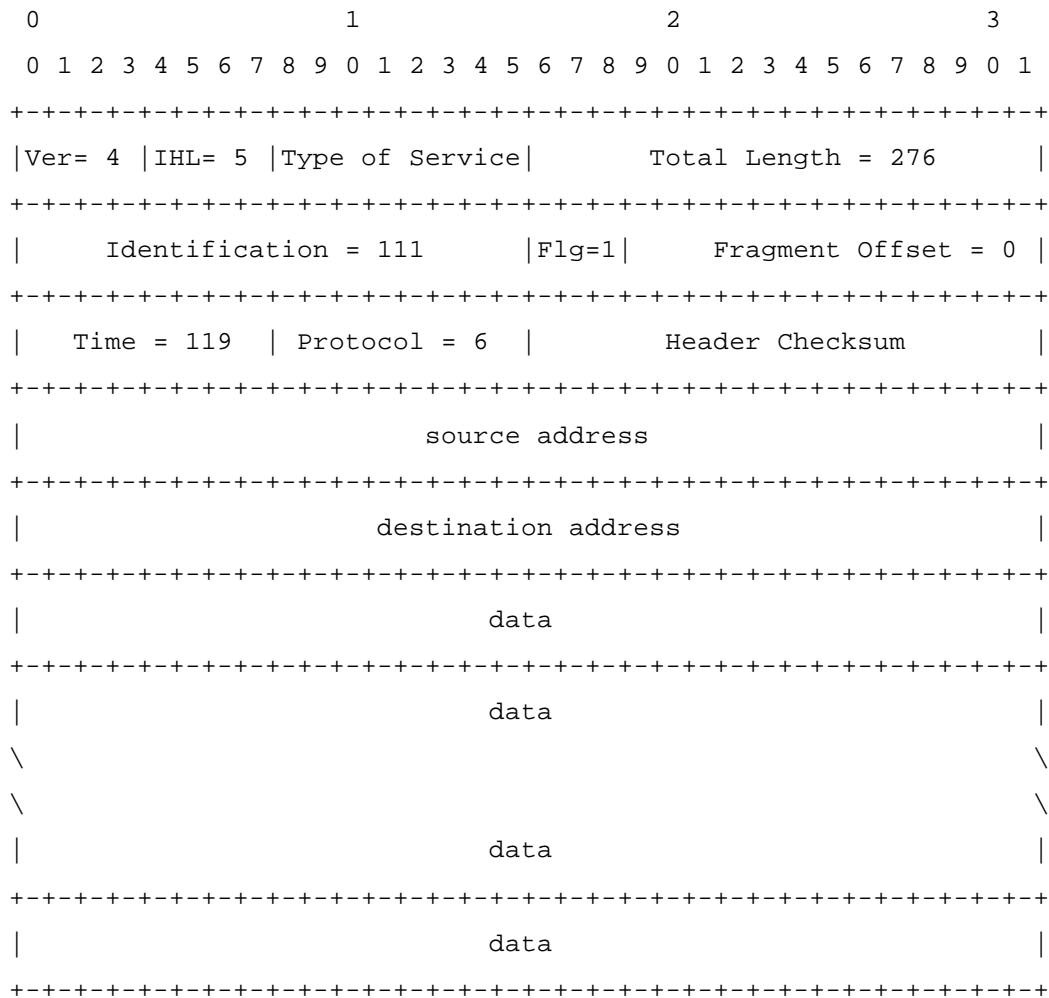 0                   1                   2                   3
 0 1 2 3 4 5 6 7 8 9 0 1 2 3 4 5 6 7 8 9 0 1 2 3 4 5 6 7 8 9 0 1
+-+-+-+-+-+-+-+-+-+-+-+-+-+-+-+-+-+-+-+-+-+-+-+-+-+-+-+-+-+-+-+-+
|Ver= 4 |IHL= 5 |Type of Service|       Total Length = 276      |
+-+-+-+-+-+-+-+-+-+-+-+-+-+-+-+-+-+-+-+-+-+-+-+-+-+-+-+-+-+-+-+-+
|     Identification = 111      |Flg=1|     Fragment Offset = 0 |
+-+-+-+-+-+-+-+-+-+-+-+-+-+-+-+-+-+-+-+-+-+-+-+-+-+-+-+-+-+-+-+-+
|   Time = 119  | Protocol = 6  |        Header Checksum        |
+-+-+-+-+-+-+-+-+-+-+-+-+-+-+-+-+-+-+-+-+-+-+-+-+-+-+-+-+-+-+-+-+
|                         source address                        |
+-+-+-+-+-+-+-+-+-+-+-+-+-+-+-+-+-+-+-+-+-+-+-+-+-+-+-+-+-+-+-+-+
|                      destination address                      |
+-+-+-+-+-+-+-+-+-+-+-+-+-+-+-+-+-+-+-+-+-+-+-+-+-+-+-+-+-+-+-+-+
|                             data                              |
+-+-+-+-+-+-+-+-+-+-+-+-+-+-+-+-+-+-+-+-+-+-+-+-+-+-+-+-+-+-+-+-+
|                             data                              |
\                                                               \
\                                                               \
|                             data                              |
+-+-+-+-+-+-+-+-+-+-+-+-+-+-+-+-+-+-+-+-+-+-+-+-+-+-+-+-+-+-+-+-+
|                             data                              |
+-+-+-+-+-+-+-+-+-+-+-+-+-+-+-+-+-+-+-+-+-+-+-+-+-+-+-+-+-+-+-+-+